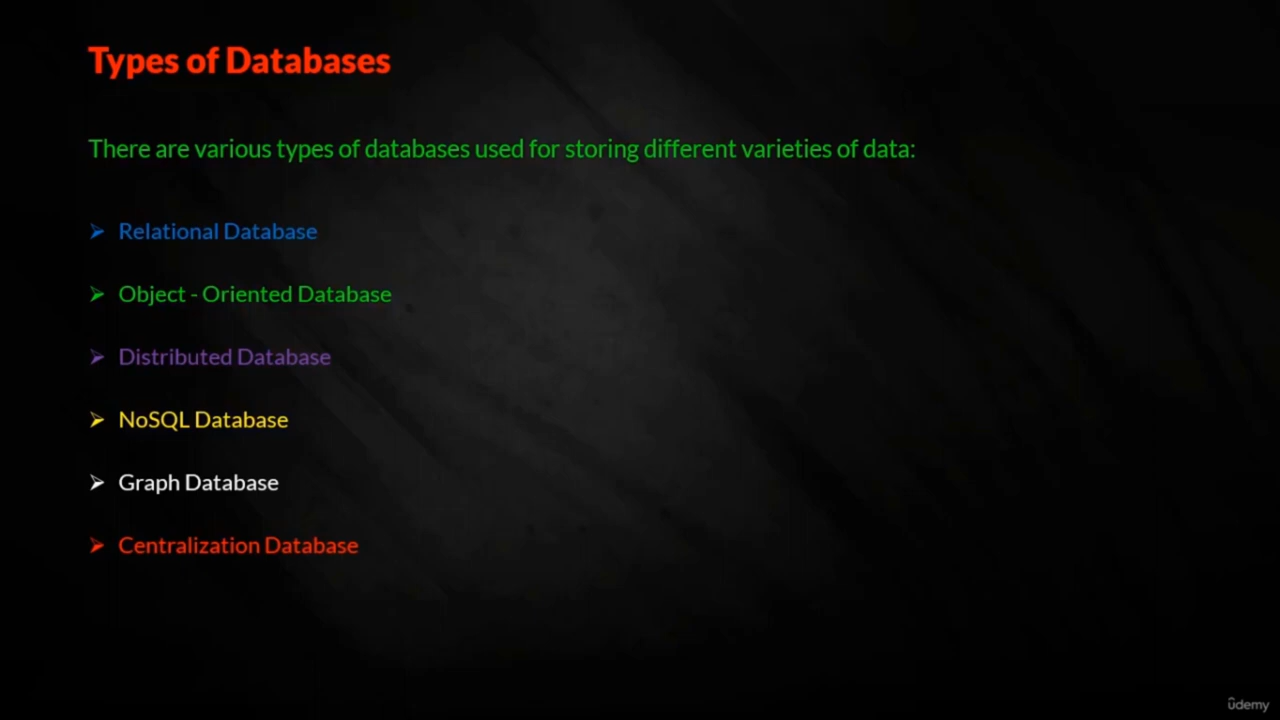 Types of Databases
There are various types of databases used for storing different varieties of data:
➢ Relational Database
➢ Object - Oriented Database
➢ Distributed Database
➢ NoSQL Database
➢ Graph Database
➢ Centralization Database
ûdemy